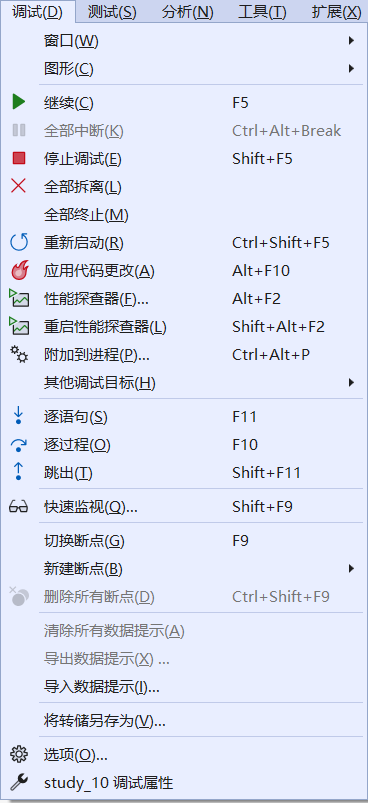 调试(D) 测试(S) 分析(N) 工具(T) 扩展(X)
窗口(W)
图形(C)
继续(C) F5
全部中断(K) Ctrl+Alt+Break
停止调试(E) Shift+F5
全部拆离(L)
全部终止(M)
重新启动(R) Ctrl+Shift+F5
应用代码更改(A) Alt+F10
性能探查器(F)... Alt+F2
重启性能探查器(L) Shift+Alt+F2
附加到进程(P)... Ctrl+Alt+P
其他调试目标(H)
逐语句(S) F11
逐过程(O) F10
跳出(T) Shift+F11
快速监视(Q)... Shift+F9
切换断点(G) F9
新建断点(B)
删除所有断点(D) Ctrl+Shift+F9
清除所有数据提示(A)
导出数据提示(X) ...
导入数据提示(I)...
将转储另存为(V)...
选项(O)...
study_10 调试属性